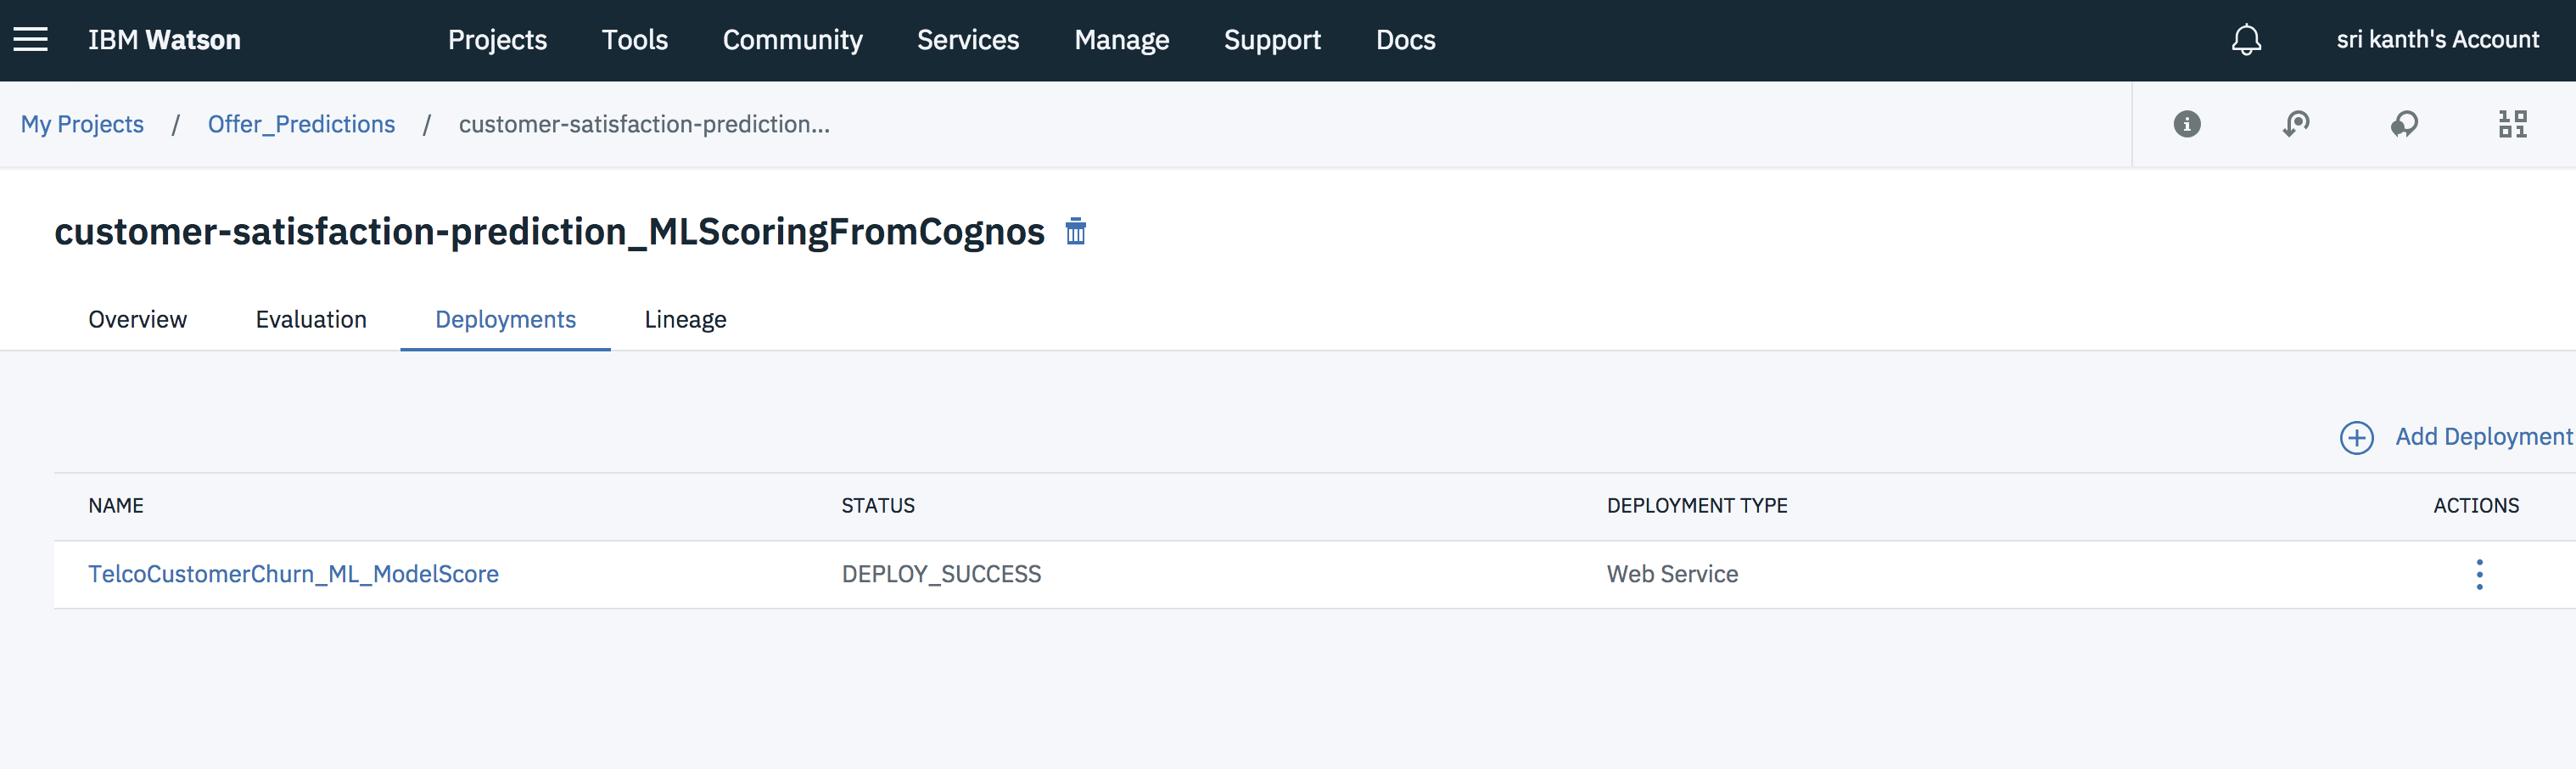 IBM Watson Projects Tools Community Services Manage Support Docs sri kanth's Account
My Projects / Offer_Predictions / customer-satisfaction-prediction...
customer-satisfaction-prediction_MLScoringFromCognos
Overview Evaluation Deployments Lineage
Add Deployment
NAME STATUS DEPLOYMENT TYPE ACTIONS
TelcoCustomerChurn_ML_ModelScore DEPLOY_SUCCESS Web Service